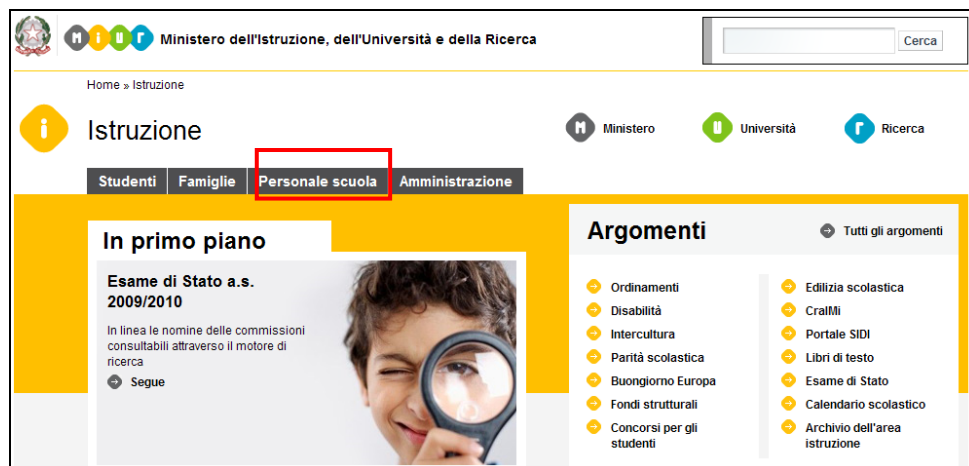 MIUR Ministero dell'Istruzione, dell'Università e della Ricerca
Cerca
Home » Istruzione
i Istruzione
M Ministero
U Università
r Ricerca
Studenti Famiglie Personale scuola Amministrazione
In primo piano
Esame di Stato a.s.
2009/2010
In linea le nomine delle commissioni
consultabili attraverso il motore di
ricerca
Segue
Argomenti
Tutti gli argomenti
Ordinamenti
Disabilità
Intercultura
Parità scolastica
Buongiorno Europa
Fondi strutturali
Concorsi per gli
studenti
Edilizia scolastica
CralMi
Portale SIDI
Libri di testo
Esame di Stato
Calendario scolastico
Archivio dell'area
istruzione